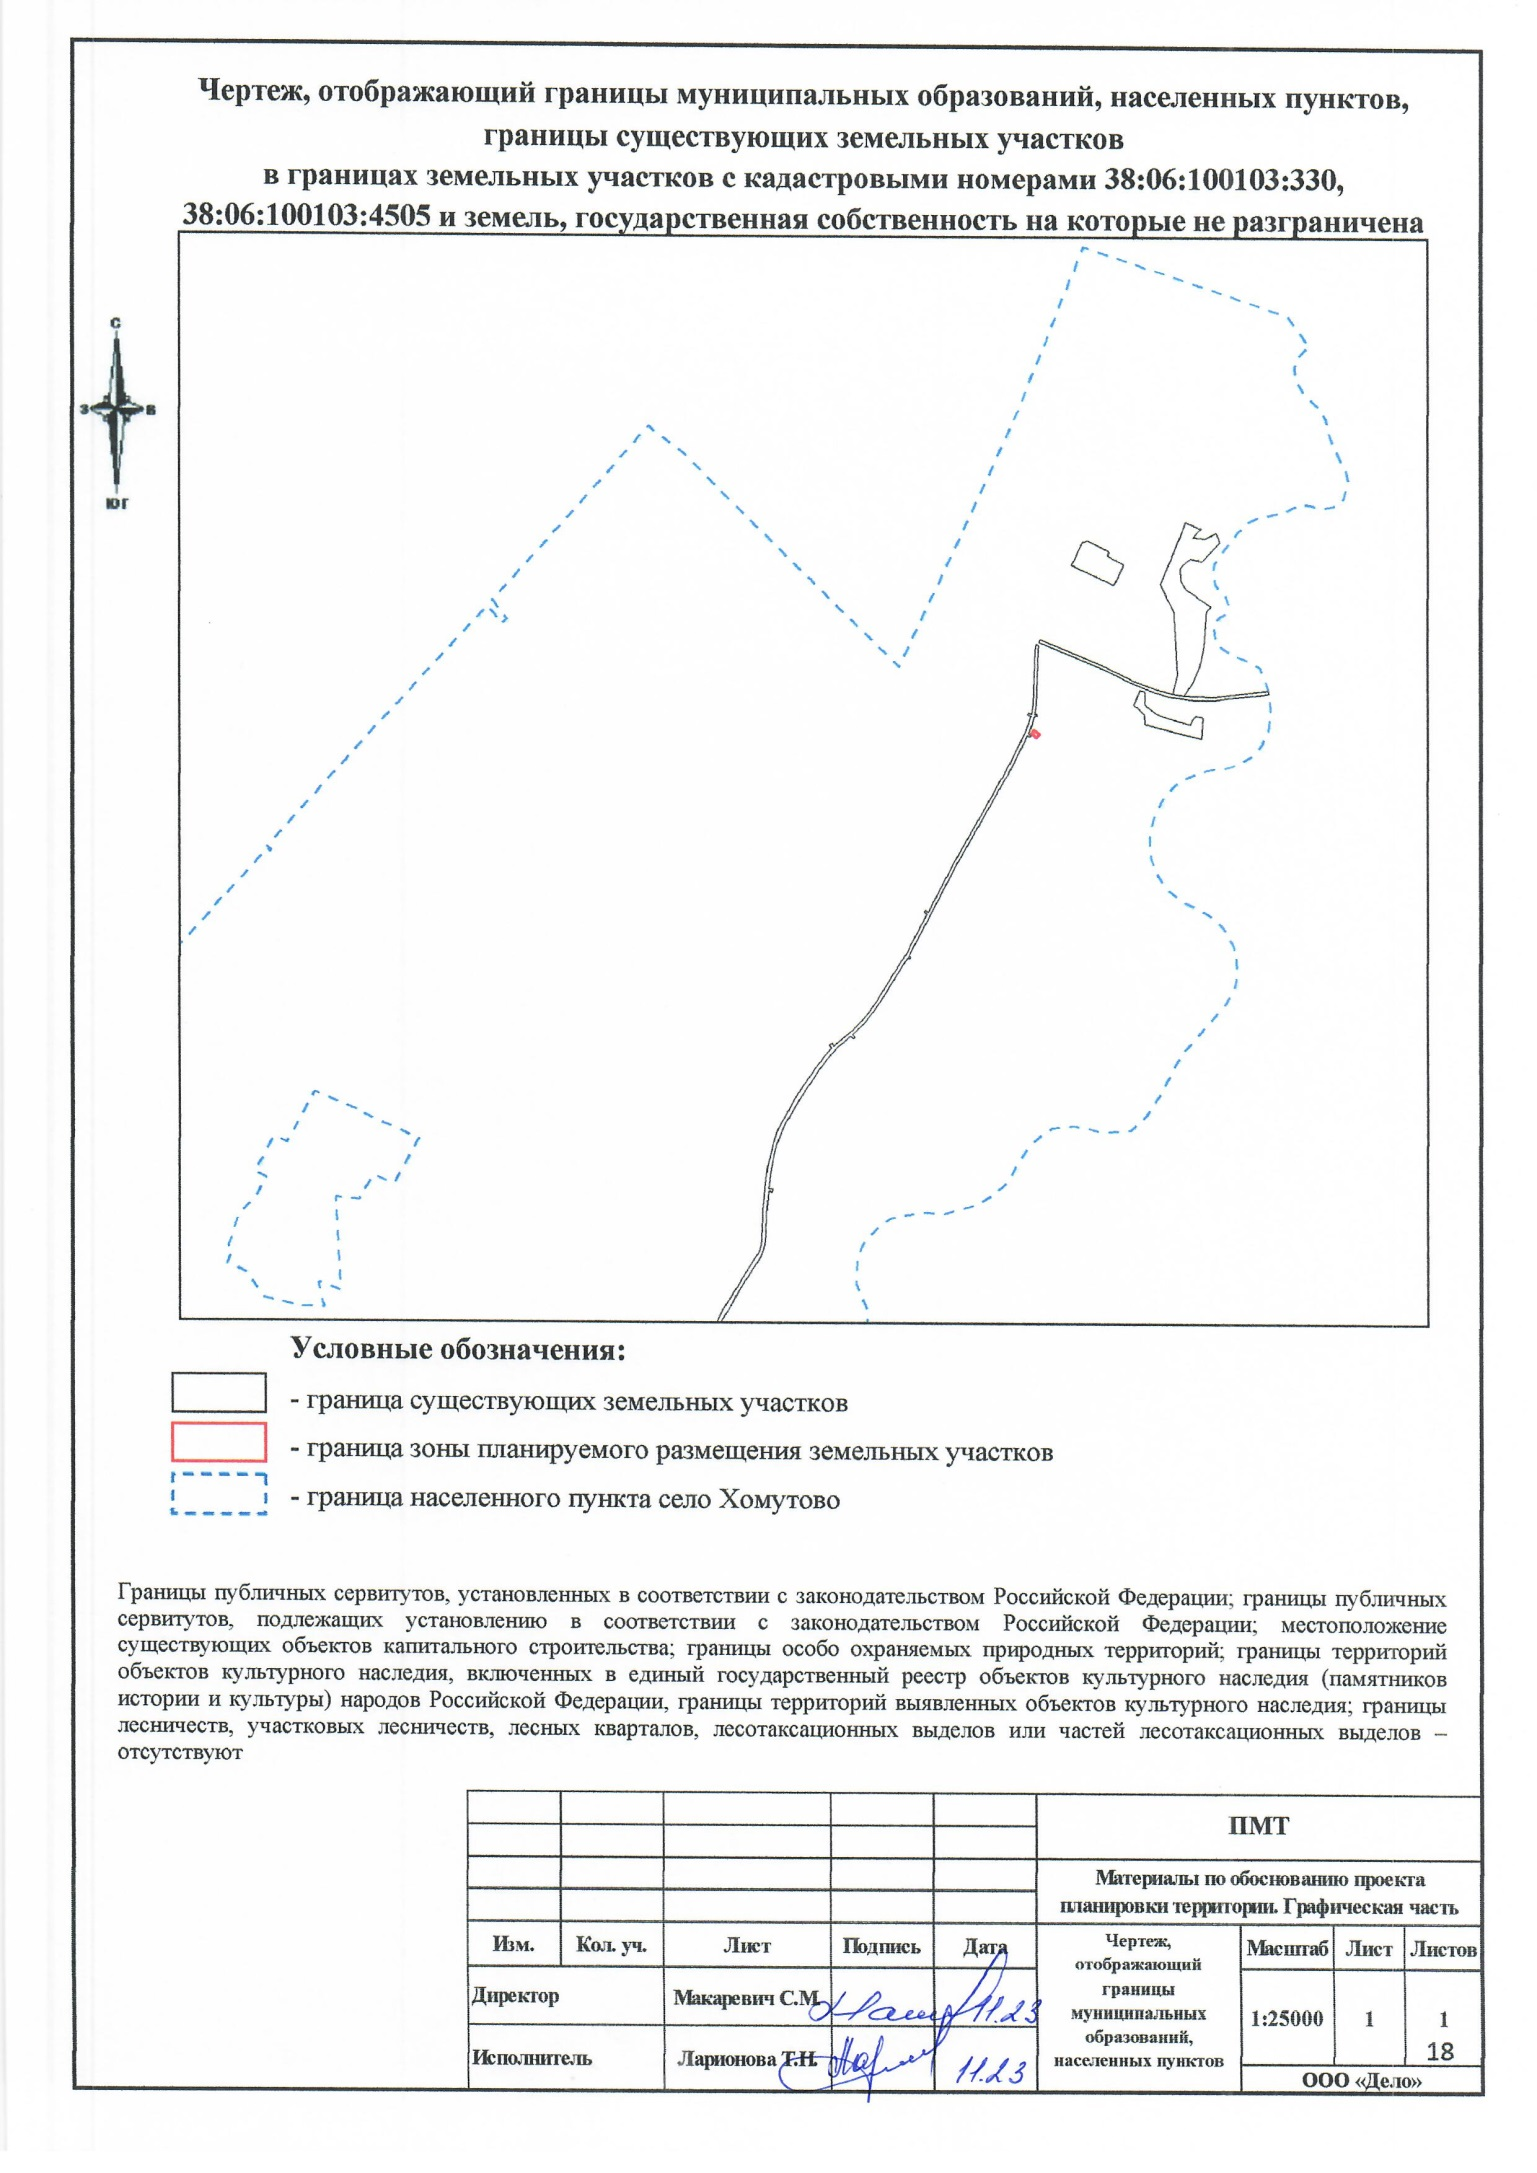 Чертеж, отображающий границы муниципальных образований, населенных пунктов,
границы существующих земельных участков
в границах земельных участков с кадастровыми номерами 38:06:100103:330,
38:06:100103:4505 и земель, государственная собственность на которые не разграничена
С
З В
ЮГ
Условные обозначения:
- граница существующих земельных участков
- граница зоны планируемого размещения земельных участков
- граница населенного пункта село Хомутово
Границы публичных сервитутов, установленных в соответствии с законодательством Российской Федерации; границы публичных
сервитутов, подлежащих установлению в соответствии с законодательством Российской Федерации; местоположение
существующих объектов капитального строительства; границы особо охраняемых природных территорий; границы территорий
объектов культурного наследия, включенных в единый государственный реестр объектов культурного наследия (памятников
истории и культуры) народов Российской Федерации, границы территорий выявленных объектов культурного наследия; границы
лесничеств, участковых лесничеств, лесных кварталов, лесотаксационных выделов или частей лесотаксационных выделов –
отсутствуют
ПМТ
Материалы по обоснованию проекта
планировки территории. Графическая часть
Изм. Кол. уч. Лист Подпись Дата
Чертеж,
отображающий
границы
муниципальных
образований,
населенных пунктов
Масштаб Лист Листов
Директор Макаревич С.М. 11.23
1:25000 1 1
18
Исполнитель Ларионова Т.Н. 11.23
ООО «Дело»